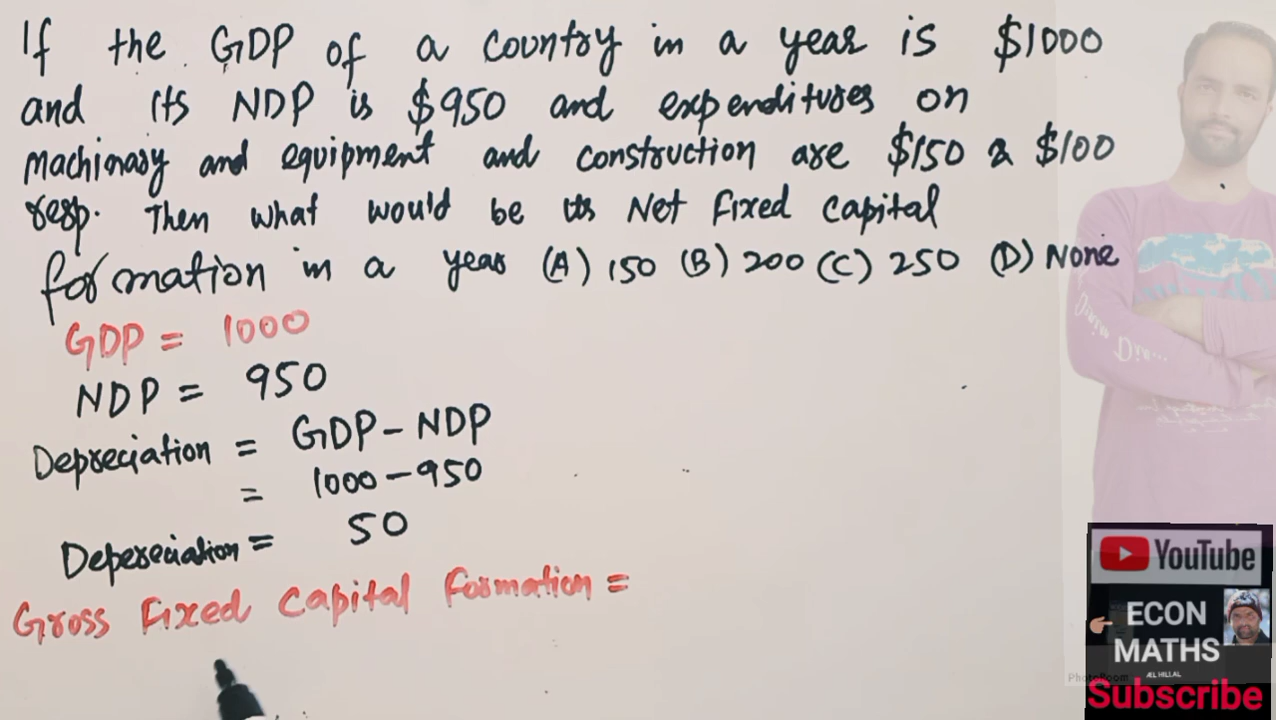 If the GDP of a country in a year is $1000
and its NDP is $950 and expenditures on
Machinary and equipment and construction are $150 & $100
resp. Then what would be its Net Fixed Capital
formation in a year (A) 150 (B) 200 (C) 250 (D) None
GDP = 1000
NDP = 950
Depreciation = GDP - NDP
= 1000 - 950
Depereciation = 50
Gross Fixed Capital Formation =
YouTube
ECON
MATHS
PhotoRoom
Subscribe